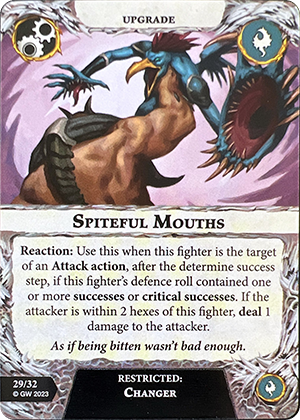 UPGRADE
SPITEFUL MOUTHS
Reaction: Use this when this fighter is the target
of an Attack action, after the determine success
step, if this fighter's defence roll contained one
or more successes or critical successes. If the
attacker is within 2 hexes of this fighter, deal 1
damage to the attacker.
As if being bitten wasn't bad enough.
29/32
© GW 2023
RESTRICTED:
CHANGER